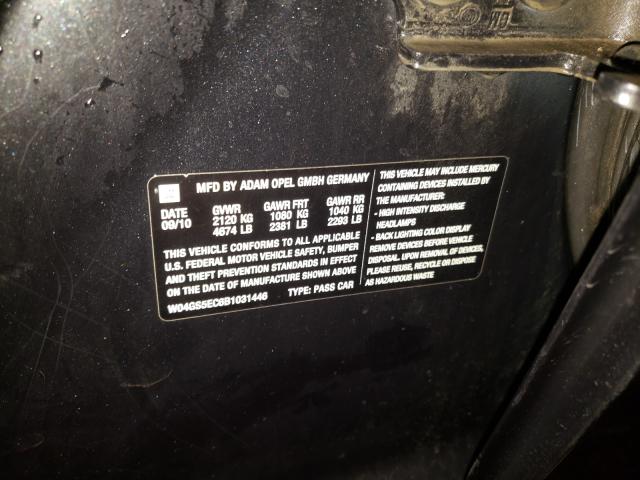 MFD BY ADAM OPEL GMBH GERMANY
DATE GVWR GAWR FRT GAWR RR
09/10 2120 KG 1080 KG 1040 KG
4674 LB 2381 LB 2293 LB
THIS VEHICLE CONFORMS TO ALL APPLICABLE
U.S. FEDERAL MOTOR VEHICLE SAFETY, BUMPER
AND THEFT PREVENTION STANDARDS IN EFFECT
ON THE DATE OF MANUFACTURE SHOWN ABOVE
W04GS5EC6B1031446 TYPE: PASS CAR
THIS VEHICLE MAY INCLUDE MERCURY
CONTAINING DEVICES INSTALLED BY
THE MANUFACTURER:
- HIGH INTENSITY DISCHARGE
HEADLAMPS
- BACK LIGHTING COLOR DISPLAY
REMOVE DEVICES BEFORE VEHICLE
DISPOSAL UPON REMOVAL OF DEVICES,
PLEASE REUSE, RECYCLE OR DISPOSE
AS HAZARDOUS WASTE